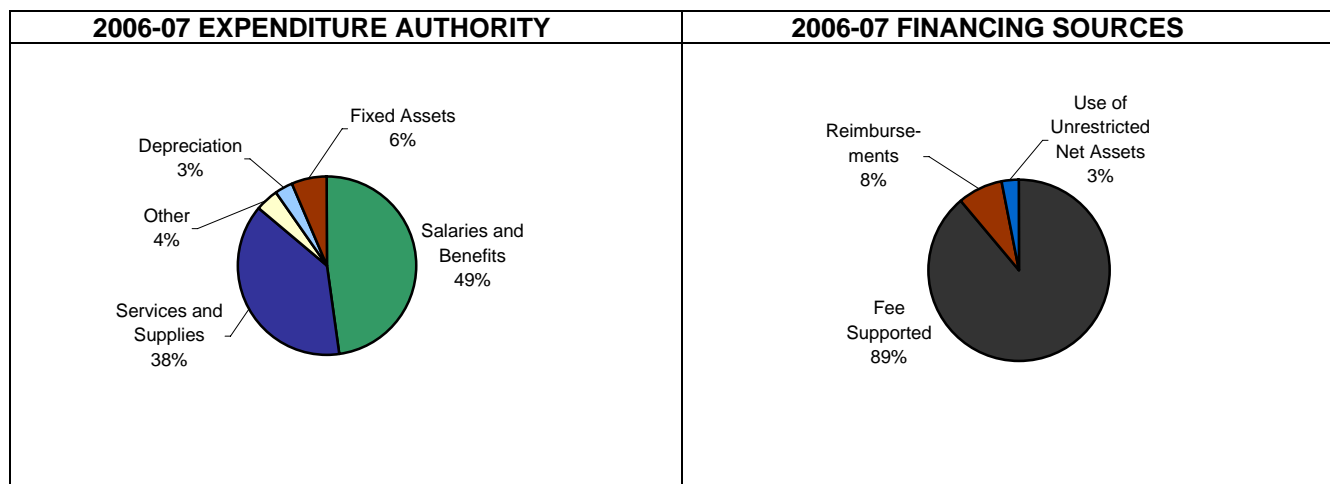 2006-07 EXPENDITURE AUTHORITY
2006-07 FINANCING SOURCES
Fixed Assets
6%
Depreciation
3%
Other
4%
Salaries and
Benefits
49%
Services and
Supplies
38%
Use of
Unrestricted
Net Assets
3%
Reimburse-
ments
8%
Fee
Supported
89%